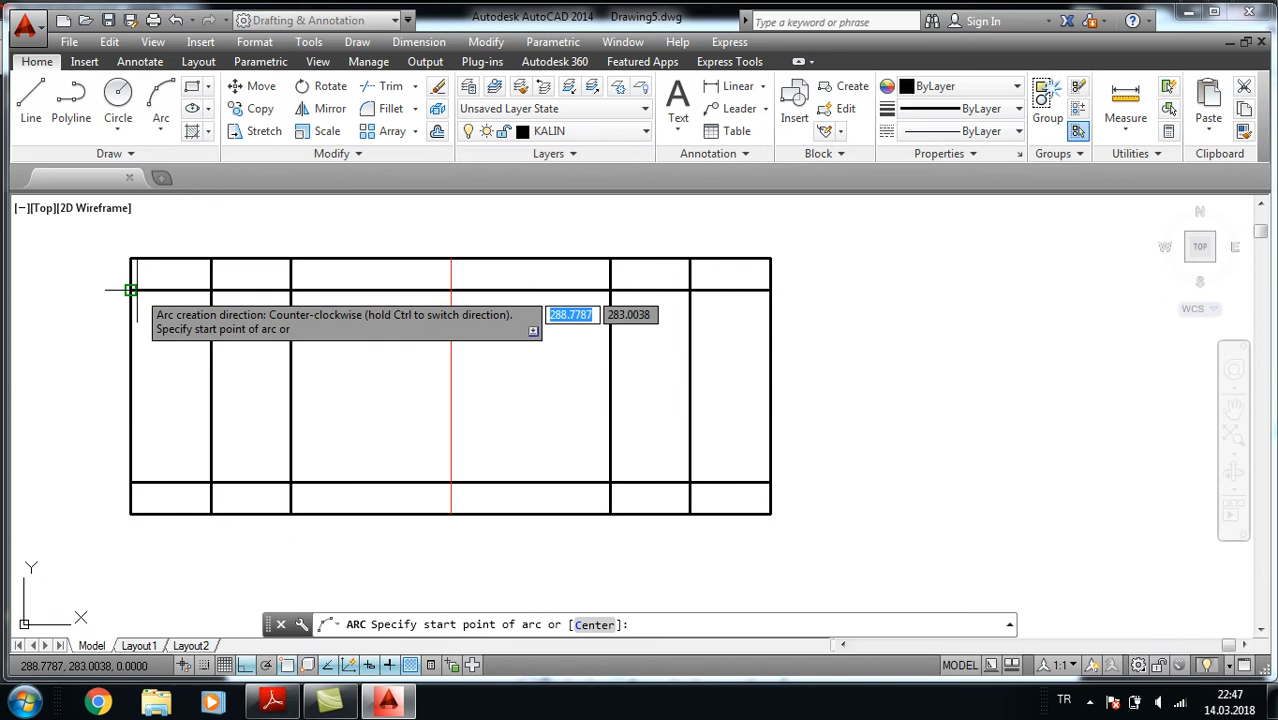 Drafting & Annotation
Autodesk AutoCAD 2014 Drawing5.dwg
Type a keyword or phrase
Sign In
File Edit View Insert Format Tools Draw Dimension Modify Parametric Window Help Express
Home Insert Annotate Layout Parametric View Manage Output Plug-ins Autodesk 360 Featured Apps Express Tools
Line Polyline Circle Arc
Move Rotate Trim
Copy Mirror Fillet
Stretch Scale Array
Unsaved Layer State
KALIN
Text
Linear
Leader
Table
Insert
Create
Edit
ByLayer
ByLayer
ByLayer
Group
Measure
Paste
Draw Modify Layers Annotation Block Properties Groups Utilities Clipboard
[−][Top][2D Wireframe]
N
W TOP E
S
WCS
Arc creation direction: Counter-clockwise (hold Ctrl to switch direction).
Specify start point of arc or
288.7787 283.0038
Y
X
ARC Specify start point of arc or [Center]:
Model Layout1 Layout2
288.7787, 283.0038, 0.0000
MODEL 1:1
TR
22:47
14.03.2018